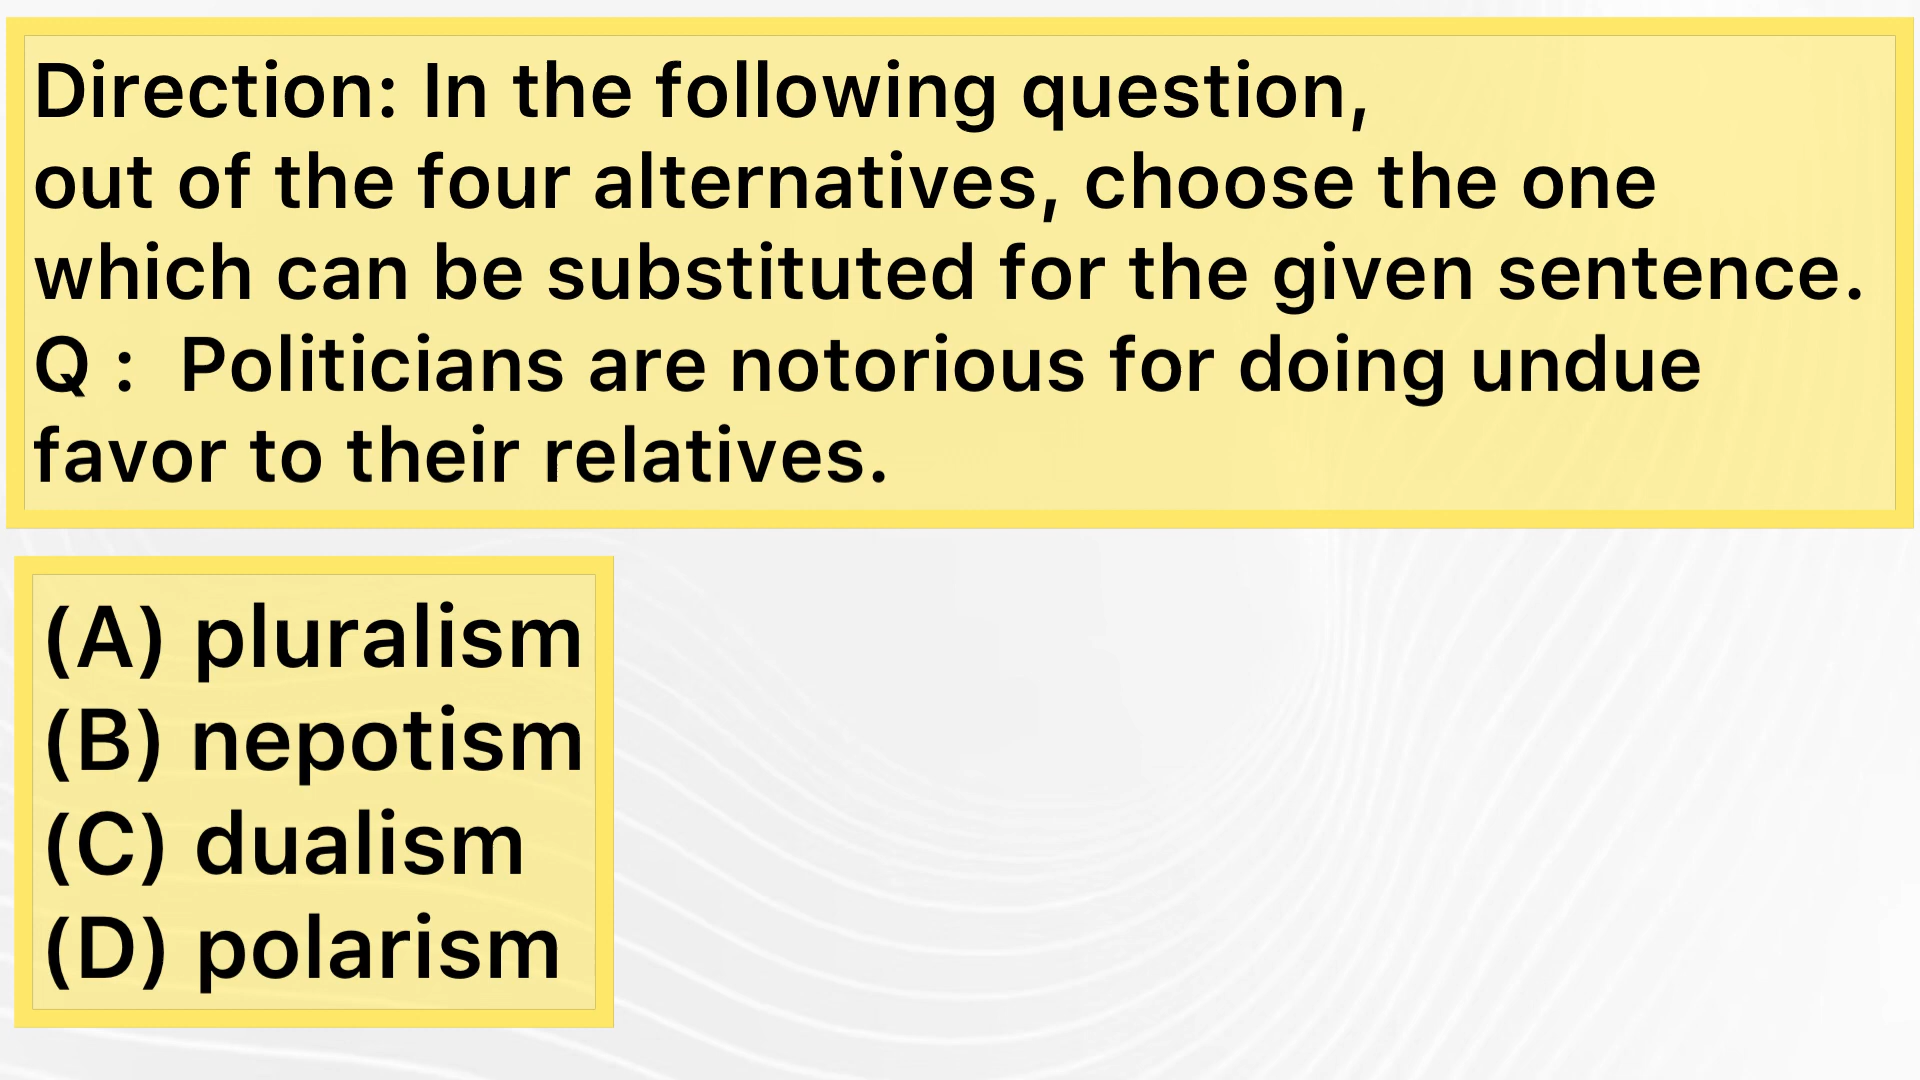 Direction: In the following question,
out of the four alternatives, choose the one
which can be substituted for the given sentence.
Q :  Politicians are notorious for doing undue
favor to their relatives.
(A) pluralism
(B) nepotism
(C) dualism
(D) polarism